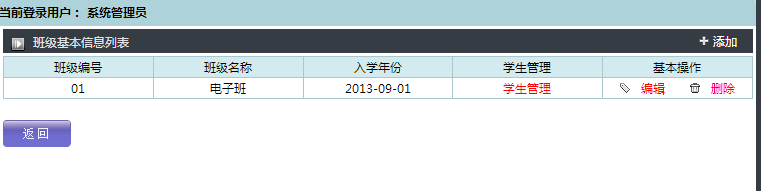 当前登录用户： 系统管理员
班级基本信息列表 添加
班级编号 班级名称 入学年份 学生管理 基本操作
01 电子班 2013-09-01 学生管理 编辑 删除
返回